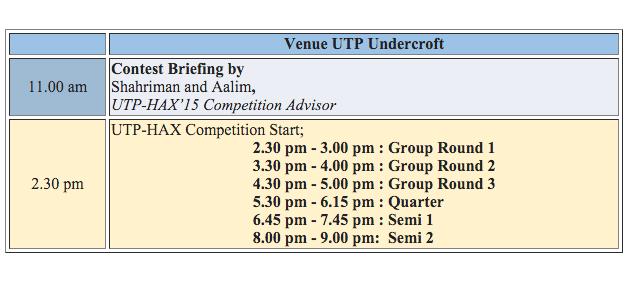 Venue UTP Undercroft
11.00 am
Contest Briefing by
Shahriman and Aalim,
UTP-HAX'15 Competition Advisor
2.30 pm
UTP-HAX Competition Start;
2.30 pm - 3.00 pm : Group Round 1
3.30 pm - 4.00 pm : Group Round 2
4.30 pm - 5.00 pm : Group Round 3
5.30 pm - 6.15 pm : Quarter
6.45 pm - 7.45 pm : Semi 1
8.00 pm - 9.00 pm: Semi 2